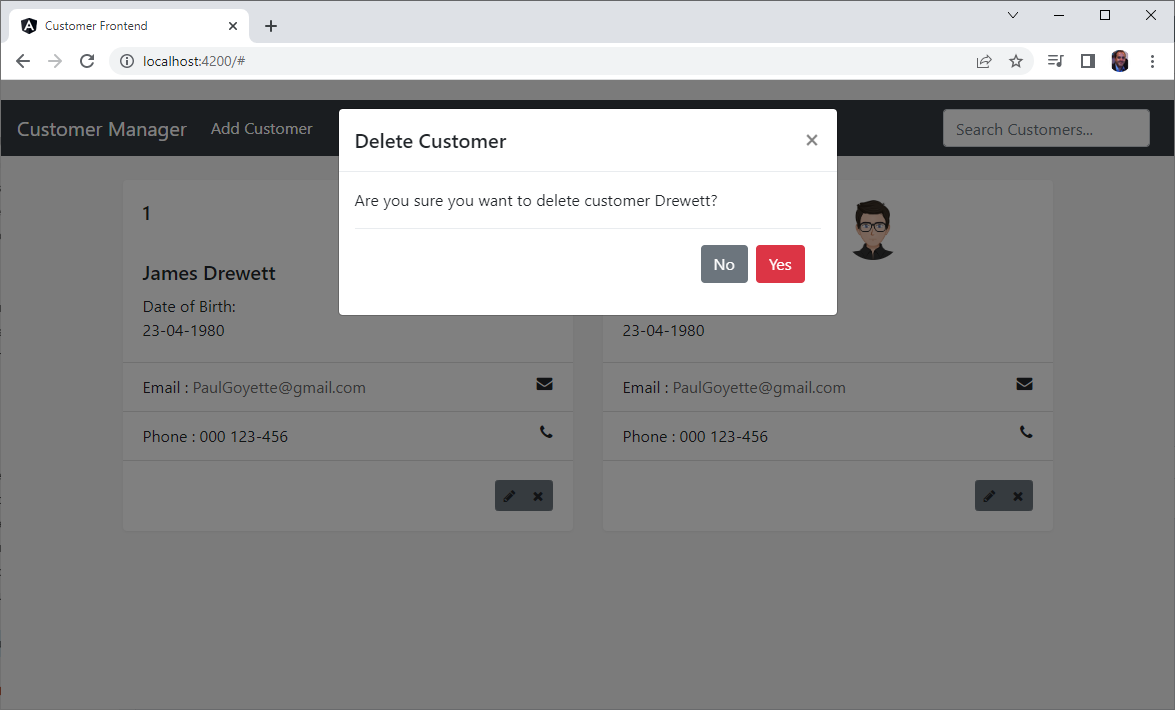 Customer Frontend
localhost:4200/#
Customer Manager
Add Customer
Search Customers...
Delete Customer
Are you sure you want to delete customer Drewett?
No
Yes
1
James Drewett
Date of Birth:
23-04-1980
Email : PaulGoyette@gmail.com
Phone : 000 123-456
23-04-1980
Email : PaulGoyette@gmail.com
Phone : 000 123-456